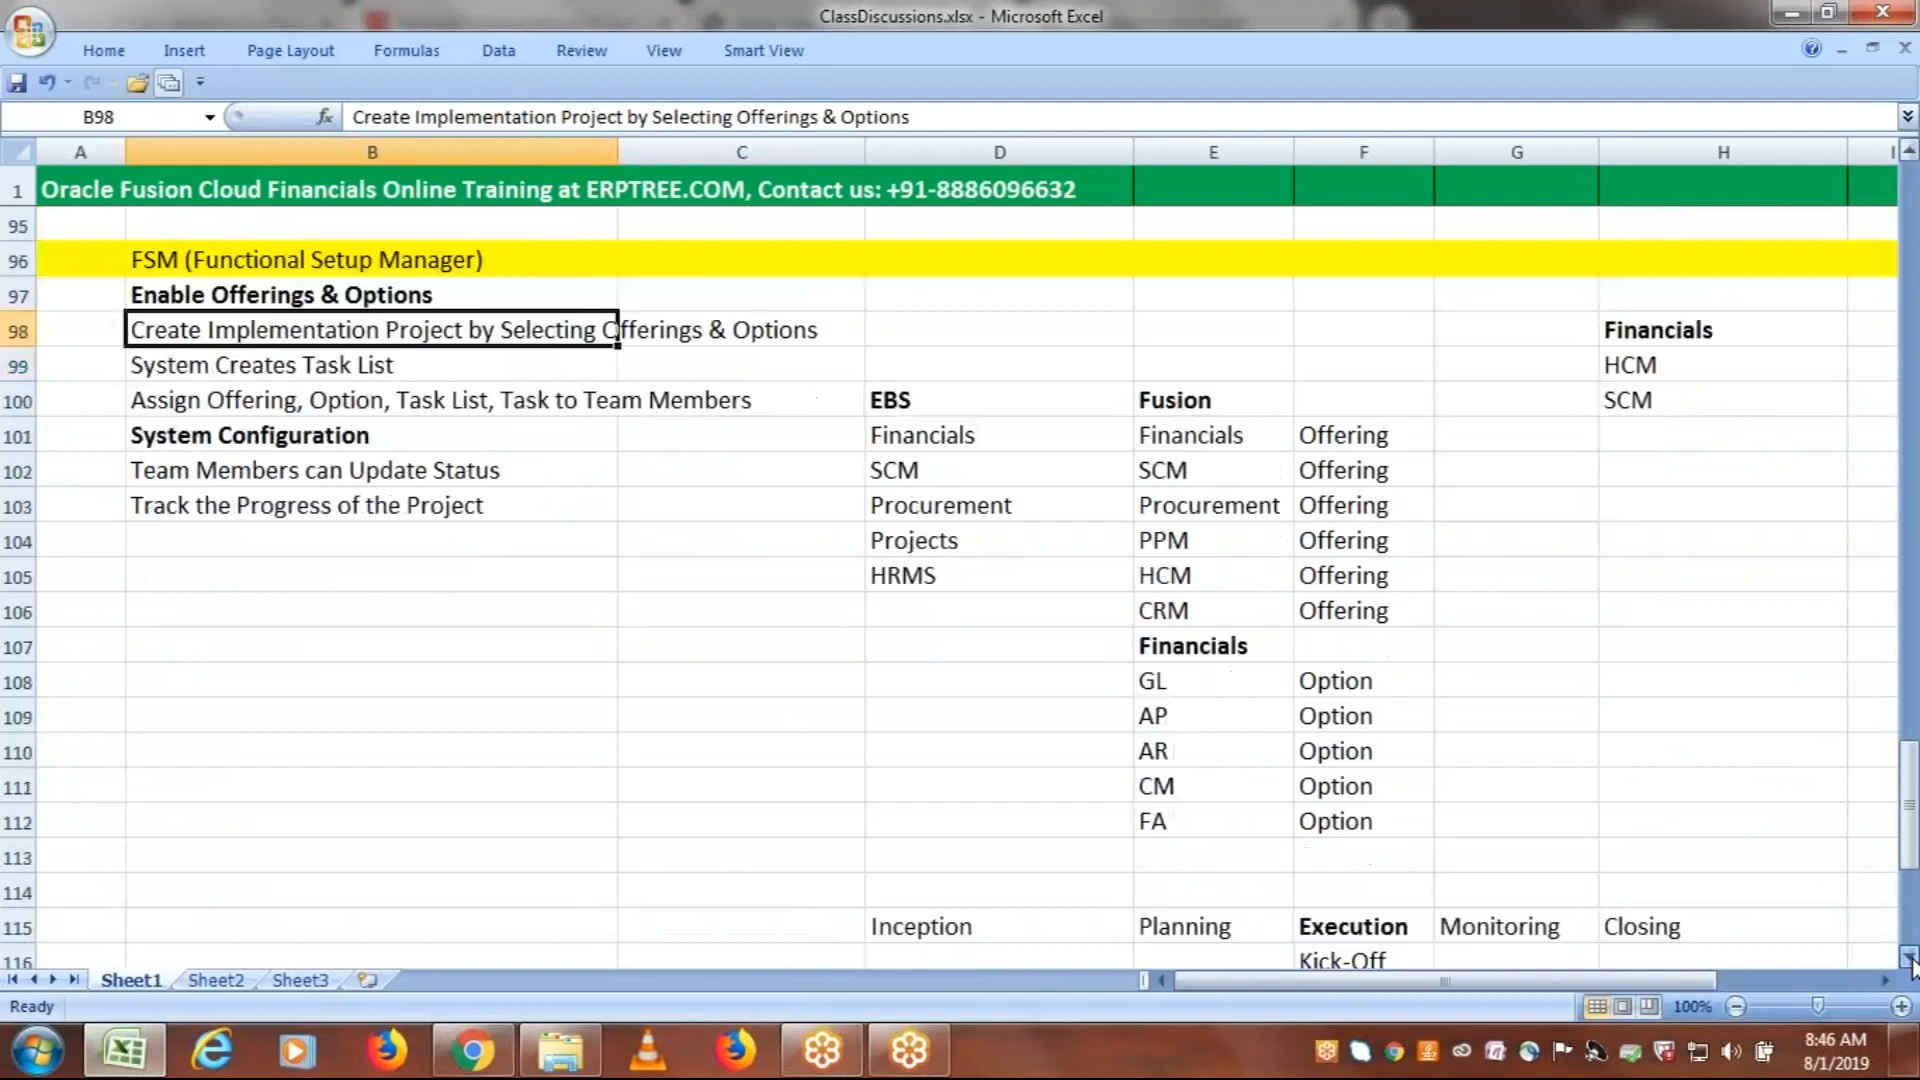 ClassDiscussions.xlsx - Microsoft Excel
Home Insert Page Layout Formulas Data Review View Smart View
B98 fx Create Implementation Project by Selecting Offerings & Options
A B C D E F G H I
1 Oracle Fusion Cloud Financials Online Training at ERPTREE.COM, Contact us: +91-8886096632
95
96 FSM (Functional Setup Manager)
97 Enable Offerings & Options
98 Create Implementation Project by Selecting Offerings & Options Financials
99 System Creates Task List HCM
100 Assign Offering, Option, Task List, Task to Team Members EBS Fusion SCM
101 System Configuration Financials Financials Offering
102 Team Members can Update Status SCM SCM Offering
103 Track the Progress of the Project Procurement Procurement Offering
104 Projects PPM Offering
105 HRMS HCM Offering
106 CRM Offering
107 Financials
108 GL Option
109 AP Option
110 AR Option
111 CM Option
112 FA Option
113
114
115 Inception Planning Execution Monitoring Closing
116 Kick-Off
Sheet1 Sheet2 Sheet3
Ready 100%
8:46 AM
8/1/2019